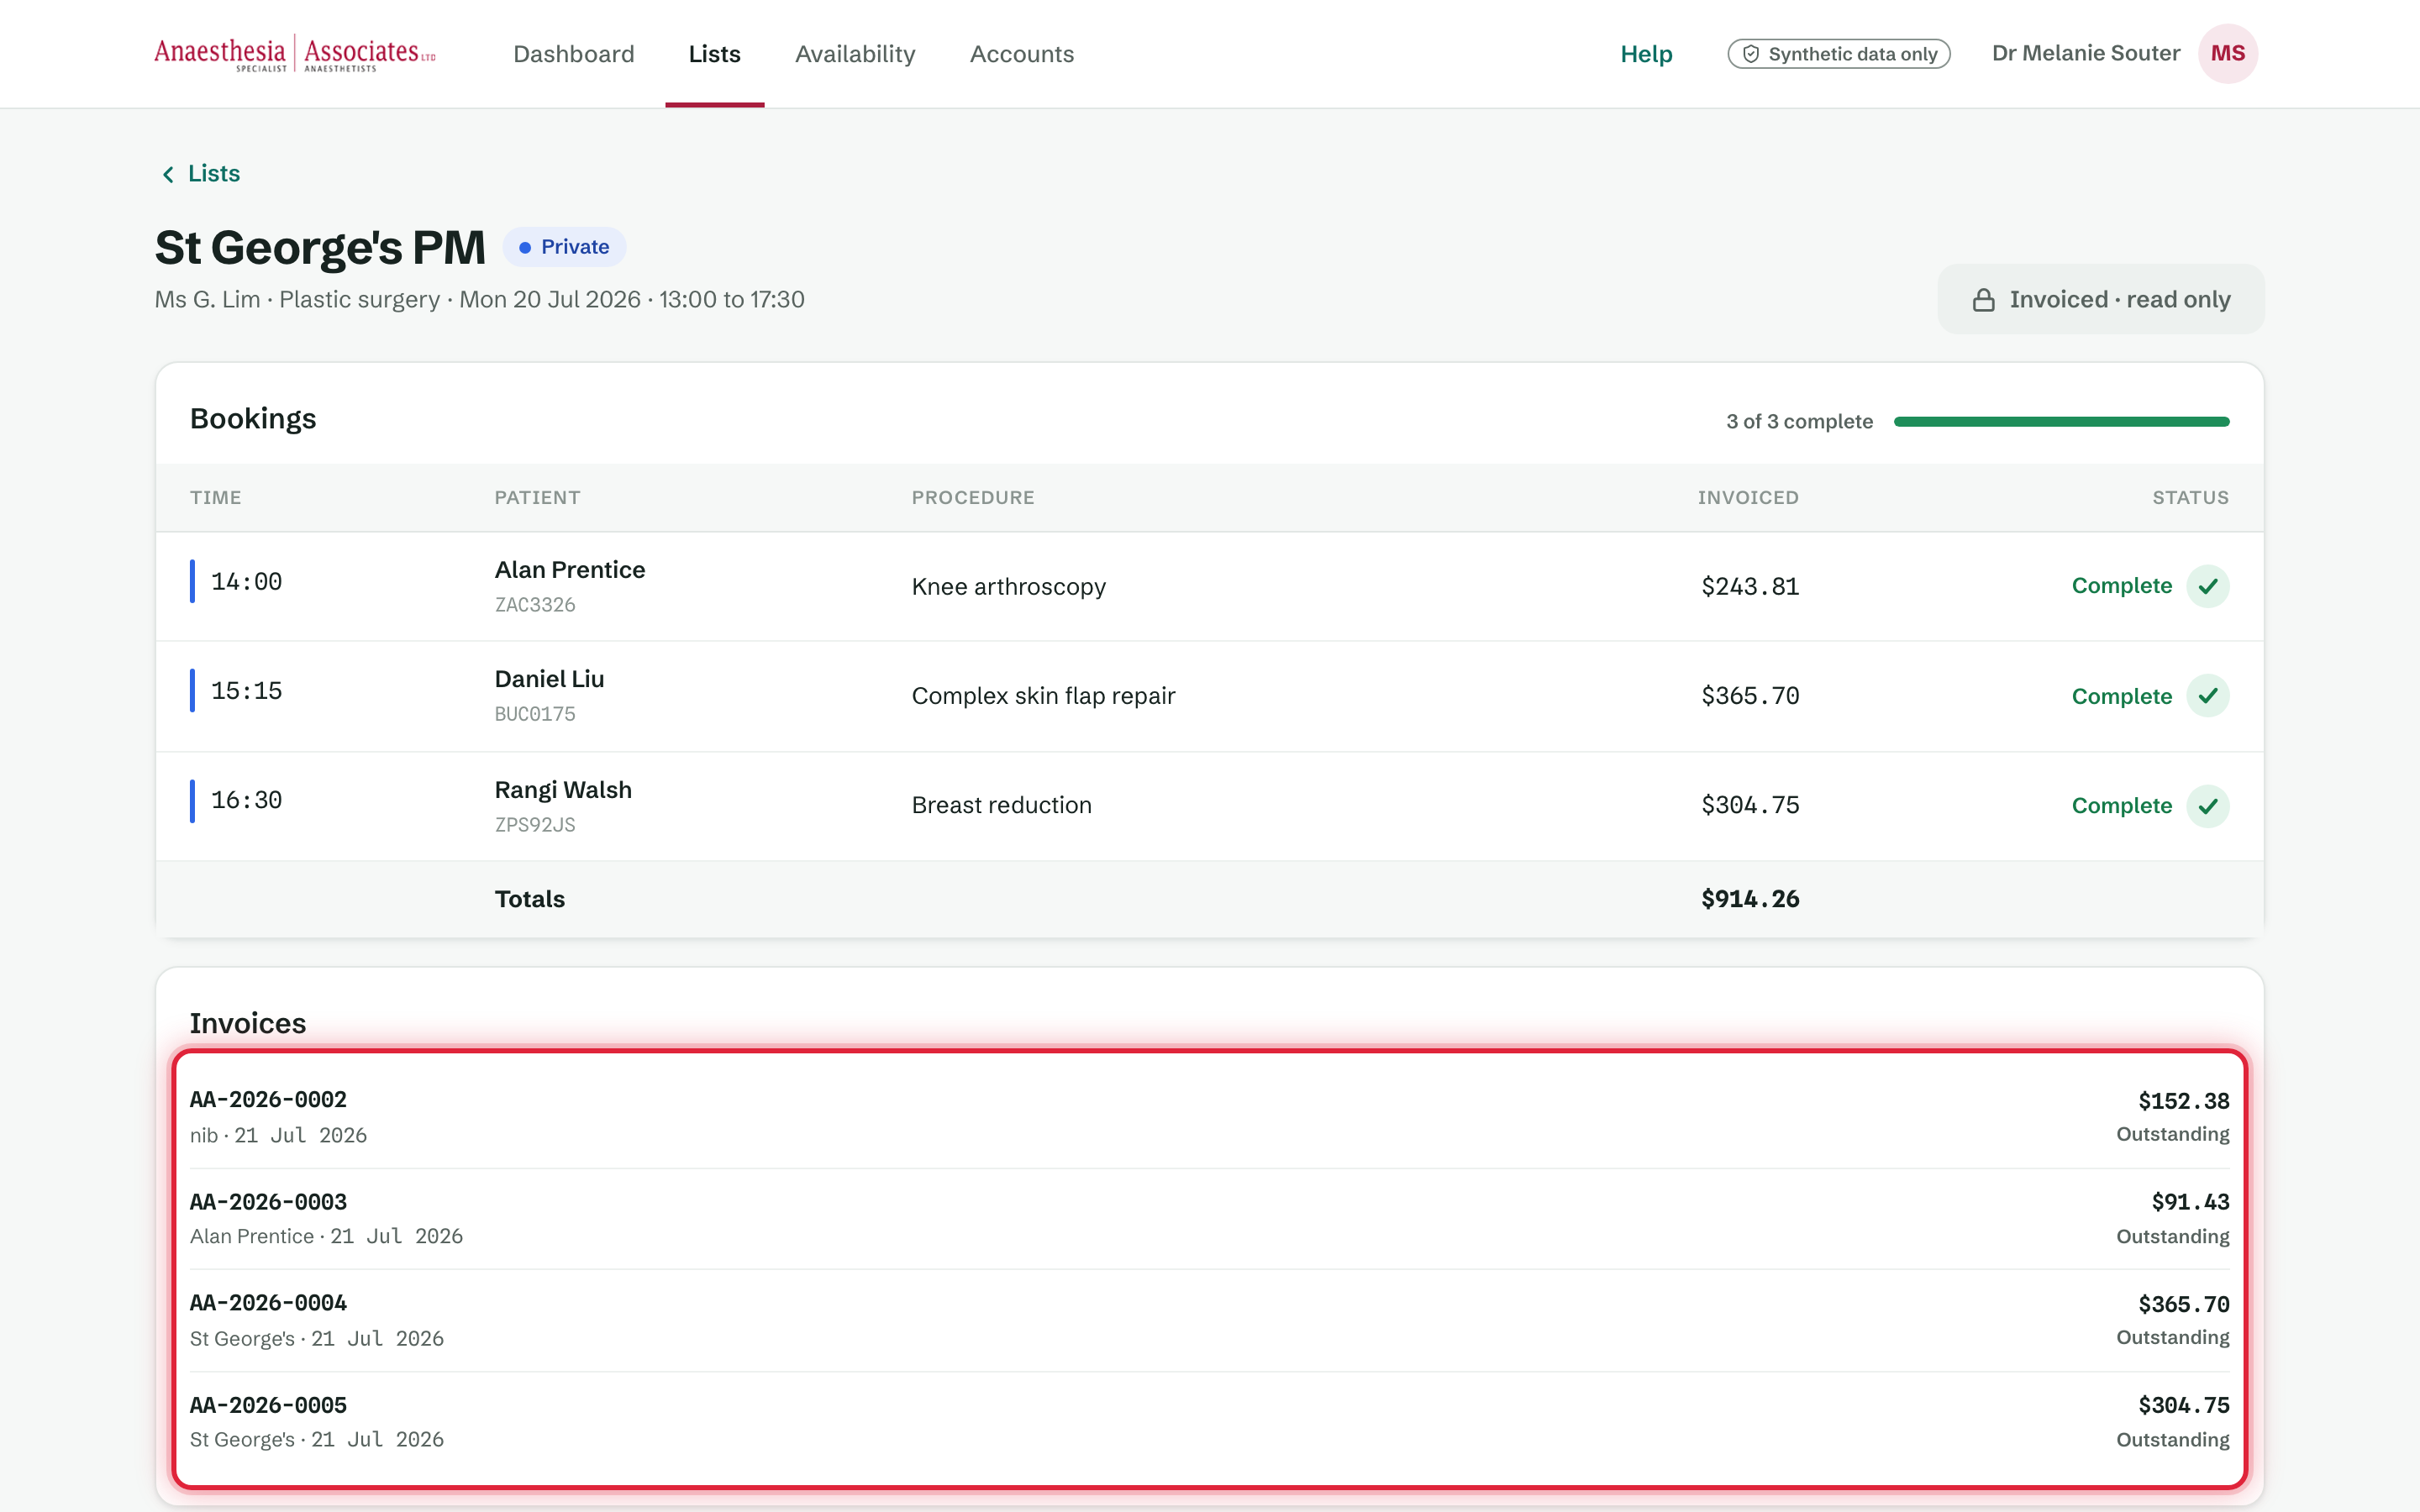 Anaesthesia | Associates LTD
SPECIALIST ANAESTHETISTS
Dashboard
Lists
Availability
Accounts
Help
Synthetic data only
Dr Melanie Souter
MS
Lists
St George's PM
Private
Ms G. Lim · Plastic surgery · Mon 20 Jul 2026 · 13:00 to 17:30
Invoiced · read only
Bookings
3 of 3 complete
TIME PATIENT PROCEDURE INVOICED STATUS
14:00 Alan Prentice Knee arthroscopy $243.81 Complete
ZAC3326
15:15 Daniel Liu Complex skin flap repair $365.70 Complete
BUC0175
16:30 Rangi Walsh Breast reduction $304.75 Complete
ZPS92JS
Totals $914.26
Invoices
AA-2026-0002 $152.38
nib · 21 Jul 2026 Outstanding
AA-2026-0003 $91.43
Alan Prentice · 21 Jul 2026 Outstanding
AA-2026-0004 $365.70
St George's · 21 Jul 2026 Outstanding
AA-2026-0005 $304.75
St George's · 21 Jul 2026 Outstanding